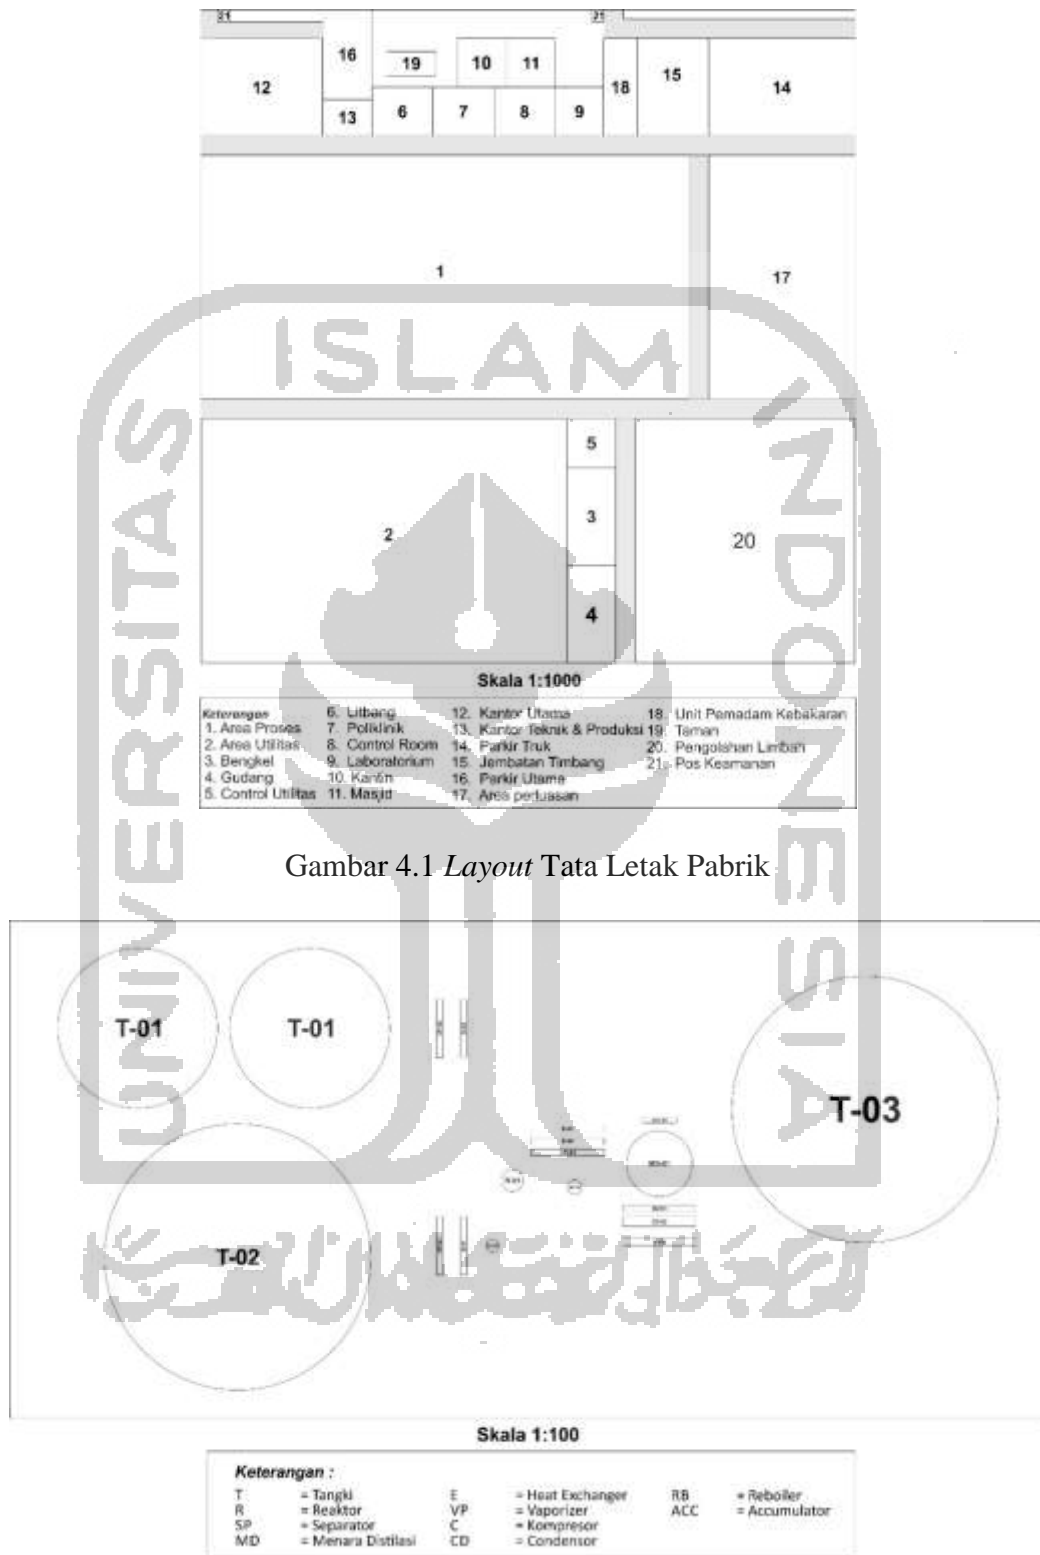 21
21
16
19
10
11
15
12
18
14
13
6
7
8
9
1
17
ISLAM
UNIVERSITAS
INDONESIA
5
3
2
20
4
Skala 1:1000
Keterangan
1. Area Proses
2. Area Utilitas
3. Bengkel
4. Gudang
5. Control Utilitas
6. Litbang
7. Poliklinik
8. Control Room
9. Laboratorium
10. Kantin
11. Masjid
12. Kantor Utama
13. Kantor Teknik & Produksi
14. Parkir Truk
15. Jembatan Timbang
16. Parkir Utama
17. Area perluasan
18. Unit Pemadam Kebakaran
19. Taman
20. Pengolahan Limbah
21. Pos Keamanan
Gambar 4.1 Layout Tata Letak Pabrik
T-01
T-01
T-03
T-02
Skala 1:100
Keterangan :
T = Tangki
R = Reaktor
SP = Separator
MD = Menara Distilasi
E = Heat Exchanger
VP = Vaporizer
C = Kompresor
CD = Condensor
RB = Reboiler
ACC = Accumulator